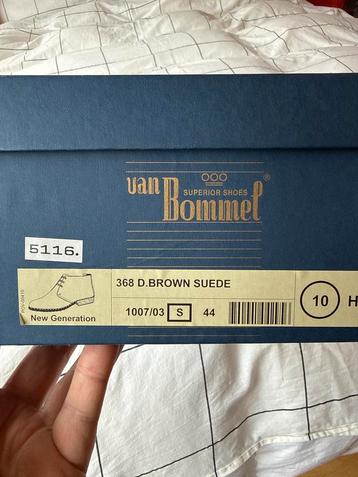 van
SUPERIOR SHOES
Bommel ®
5116.
368 D.BROWN SUEDE
New Generation
1007/03 S 44
10 H